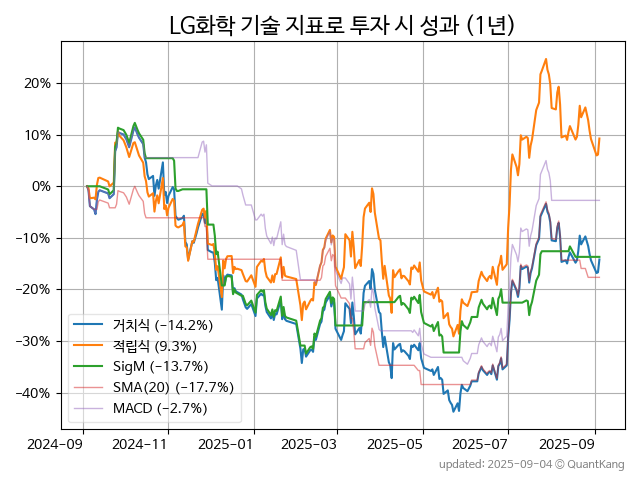 LG화학 기술 지표로 투자 시 성과 (1년)
20%
10%
0%
−10%
−20%
−30%
−40%
거치식 (−14.2%)
적립식 (9.3%)
SigM (−13.7%)
SMA(20) (−17.7%)
MACD (−2.7%)
2024-09
2024-11
2025-01
2025-03
2025-05
2025-07
2025-09
updated: 2025-09-04 © QuantKang